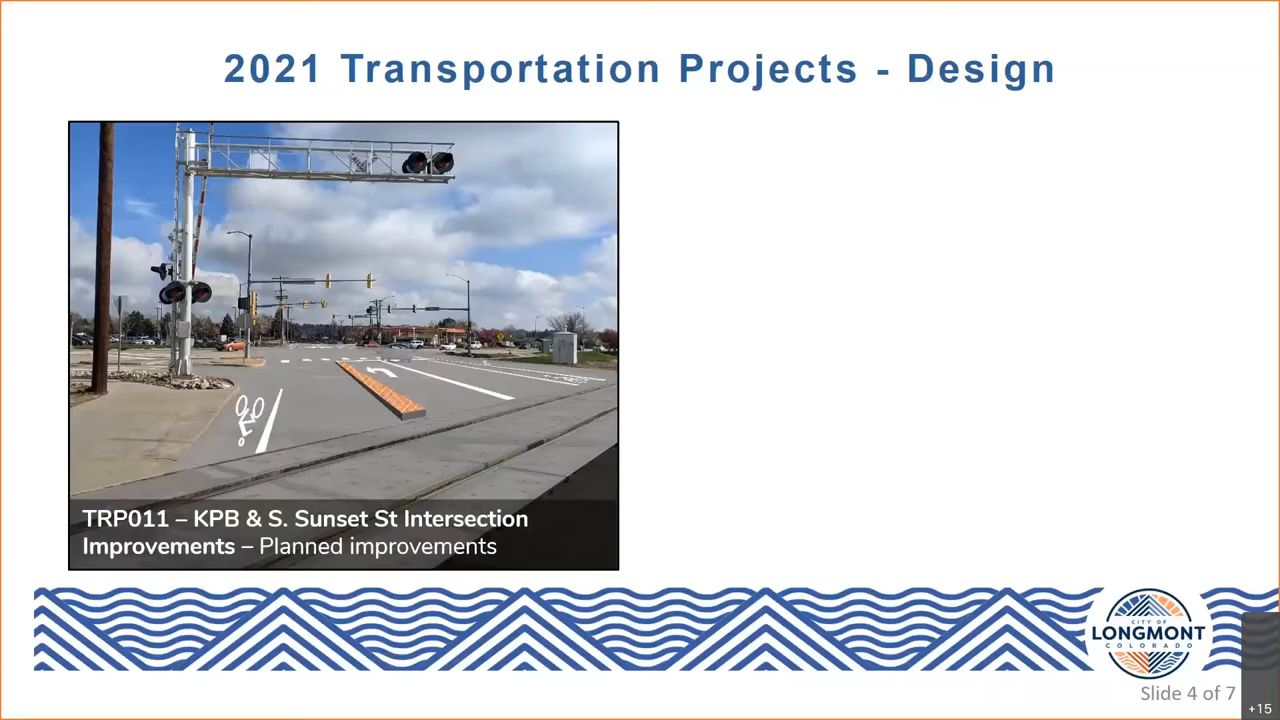 2021 Transportation Projects - Design
TRP011 – KPB & S. Sunset St Intersection
Improvements – Planned improvements
CITY OF
LONGMONT
COLORADO
Slide 4 of 7
+15